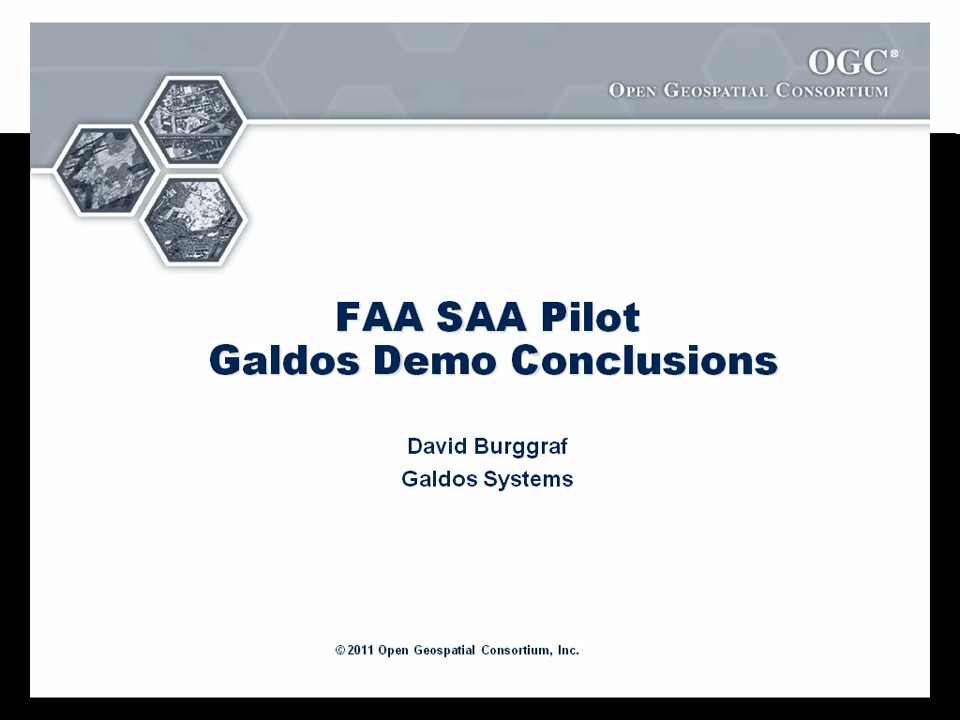 OGC®
OPEN GEOSPATIAL CONSORTIUM
FAA SAA Pilot
Galdos Demo Conclusions
David Burggraf
Galdos Systems
© 2011 Open Geospatial Consortium, Inc.